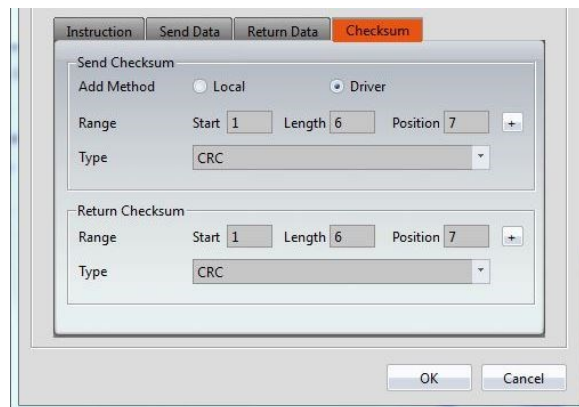 Instruction Send Data Return Data Checksum
Send Checksum
Add Method Local Driver
Range Start 1 Length 6 Position 7 +
Type CRC
Return Checksum
Range Start 1 Length 6 Position 7 +
Type CRC
OK Cancel